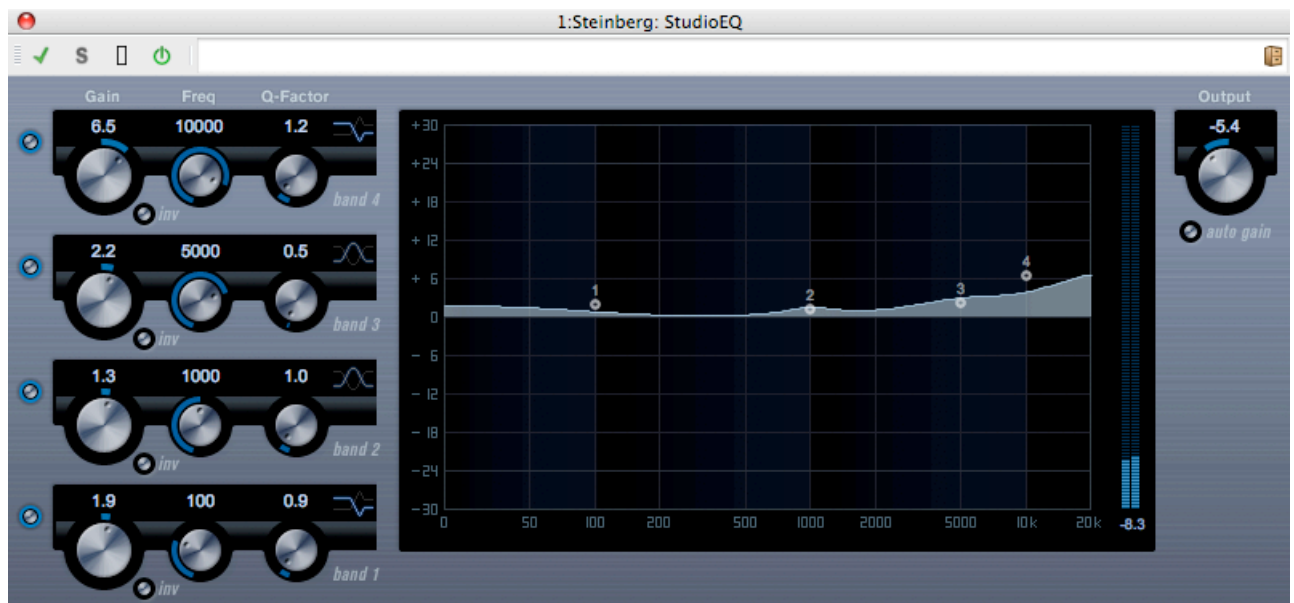 1:Steinberg: StudioEQ
S
Gain Freq Q-Factor
6.5 10000 1.2
inv band 4
2.2 5000 0.5
inv band 3
1.3 1000 1.0
inv band 2
1.9 100 0.9
inv band 1
+30
+24
+18
+12
+ 6
0
- 6
- 12
- 18
-24
-30
1 2 3 4
0 50 100 200 500 1000 2000 5000 10k 20k
-8.3
Output
-5.4
auto gain